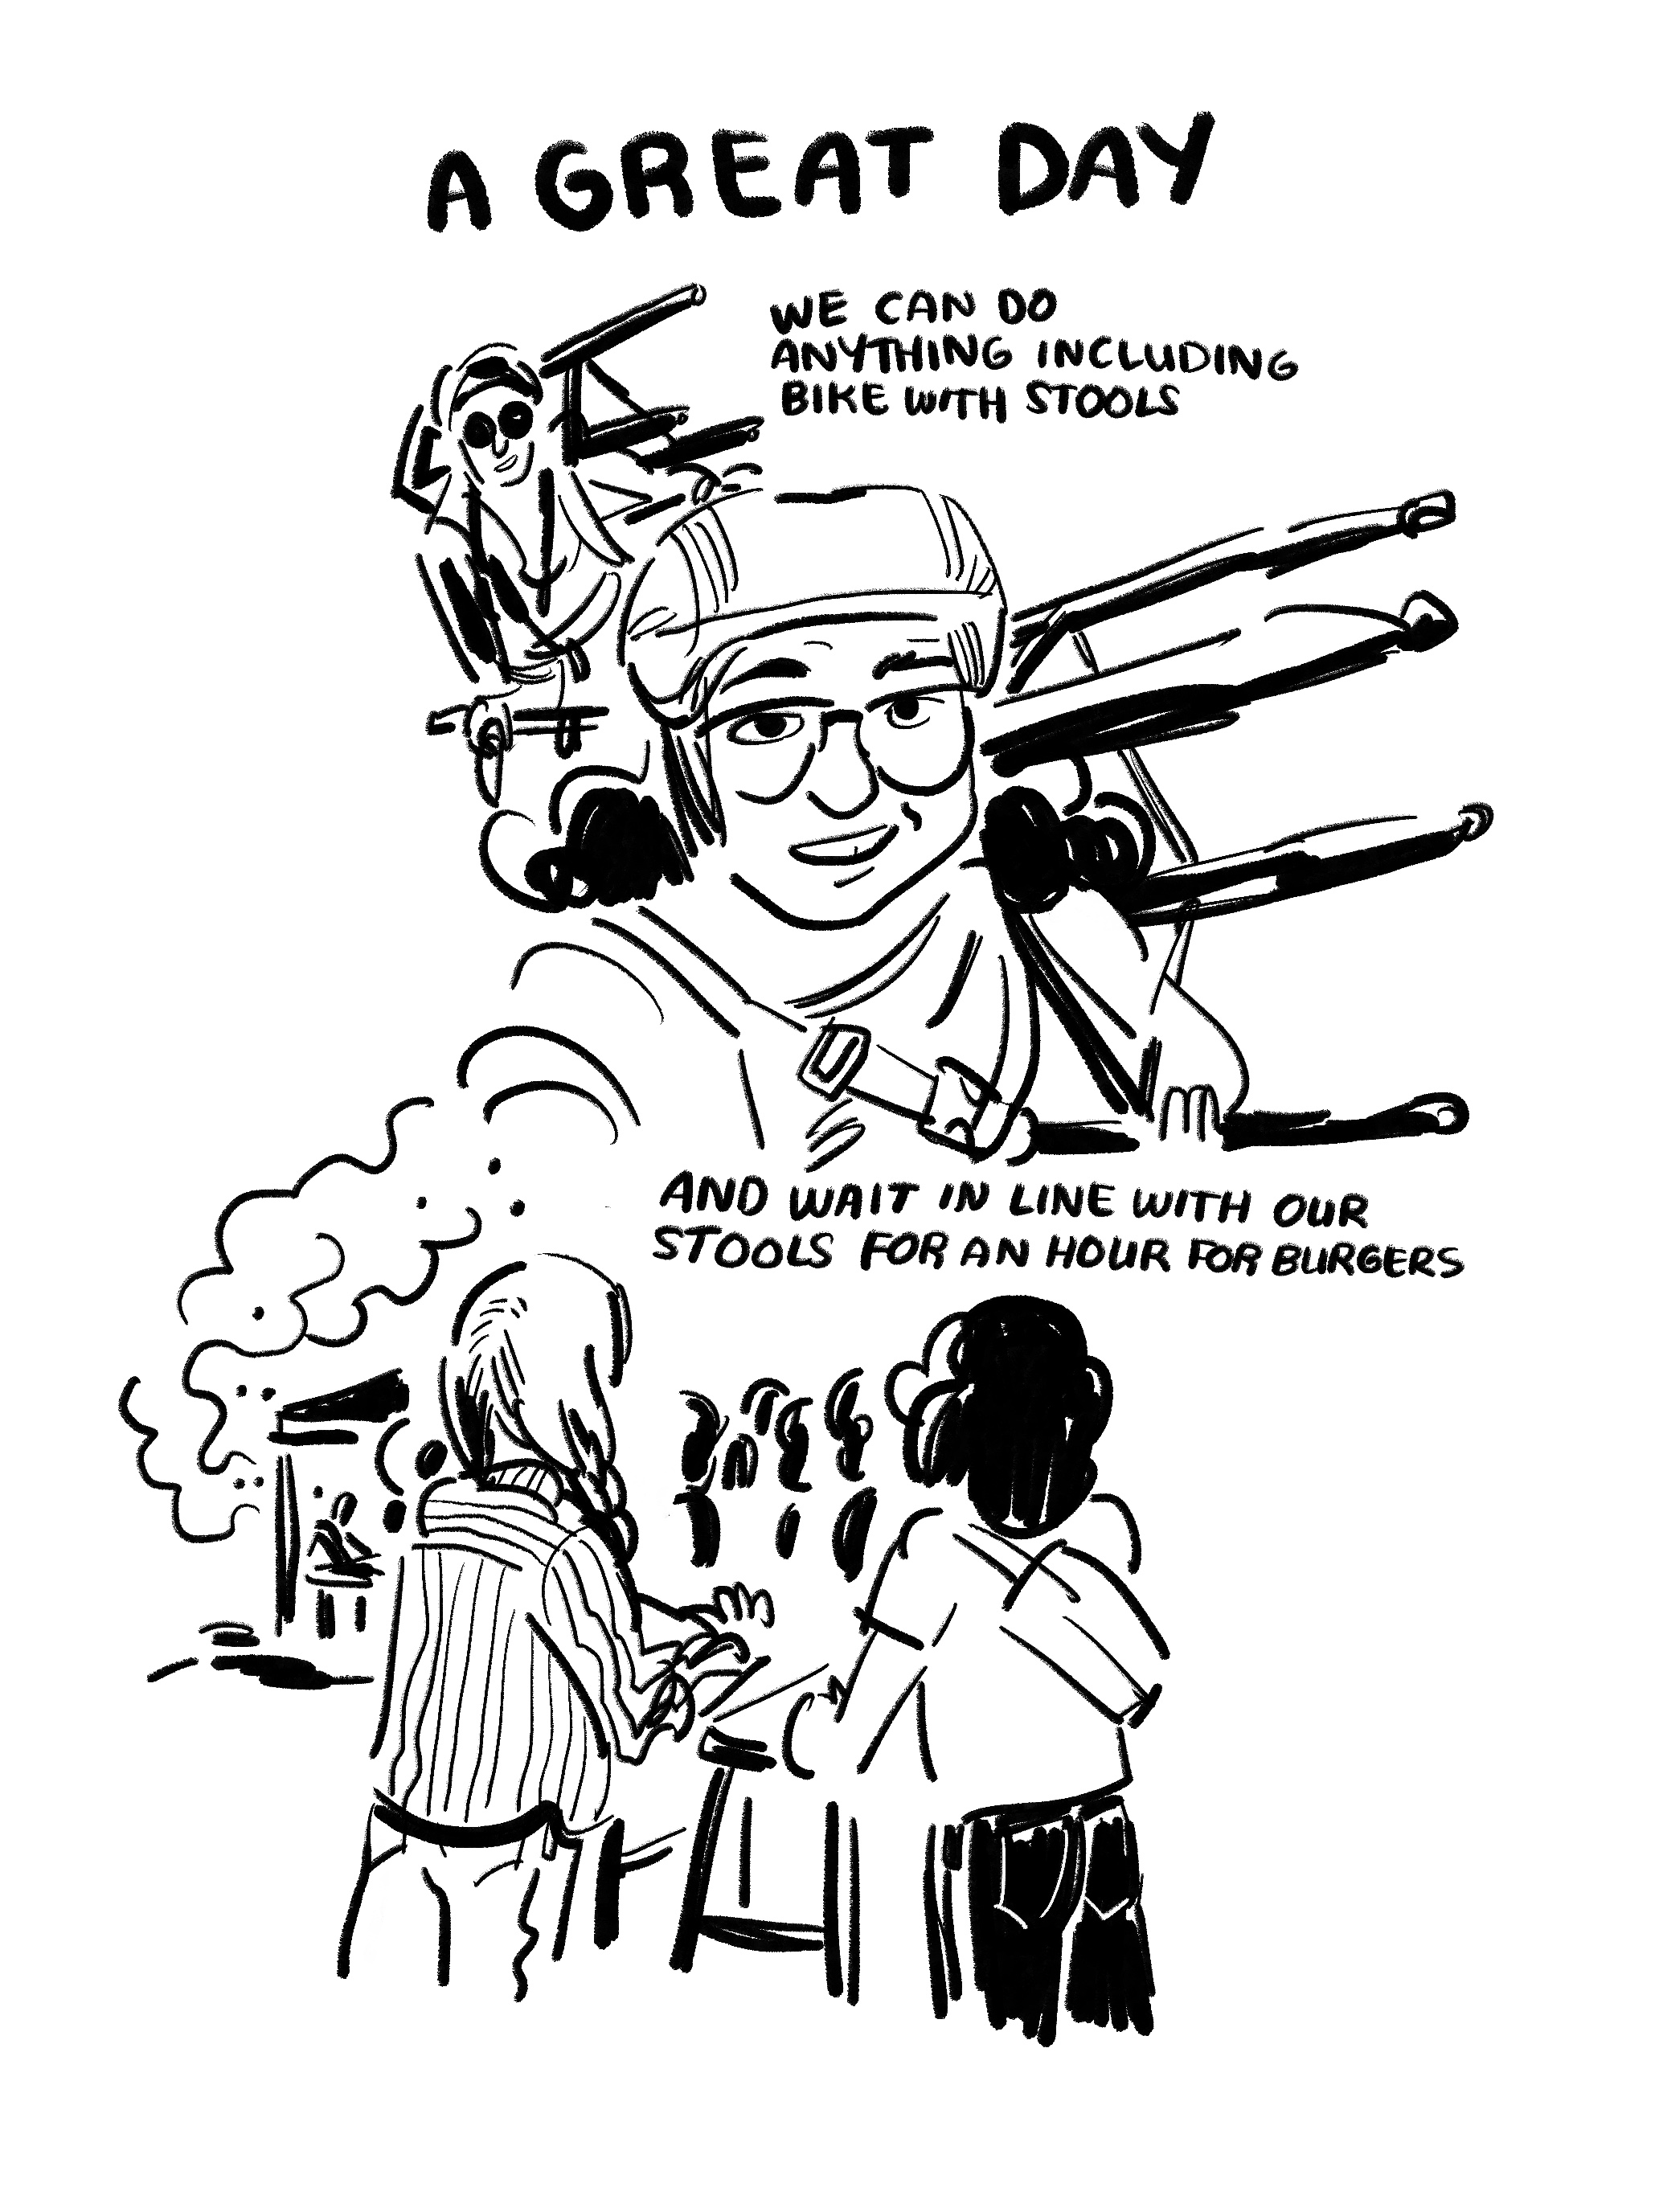 A GREAT DAY
WE CAN DO
ANYTHING INCLUDING
BIKE WITH STOOLS
AND WAIT IN LINE WITH OUR
STOOLS FOR AN HOUR FOR BURGERS